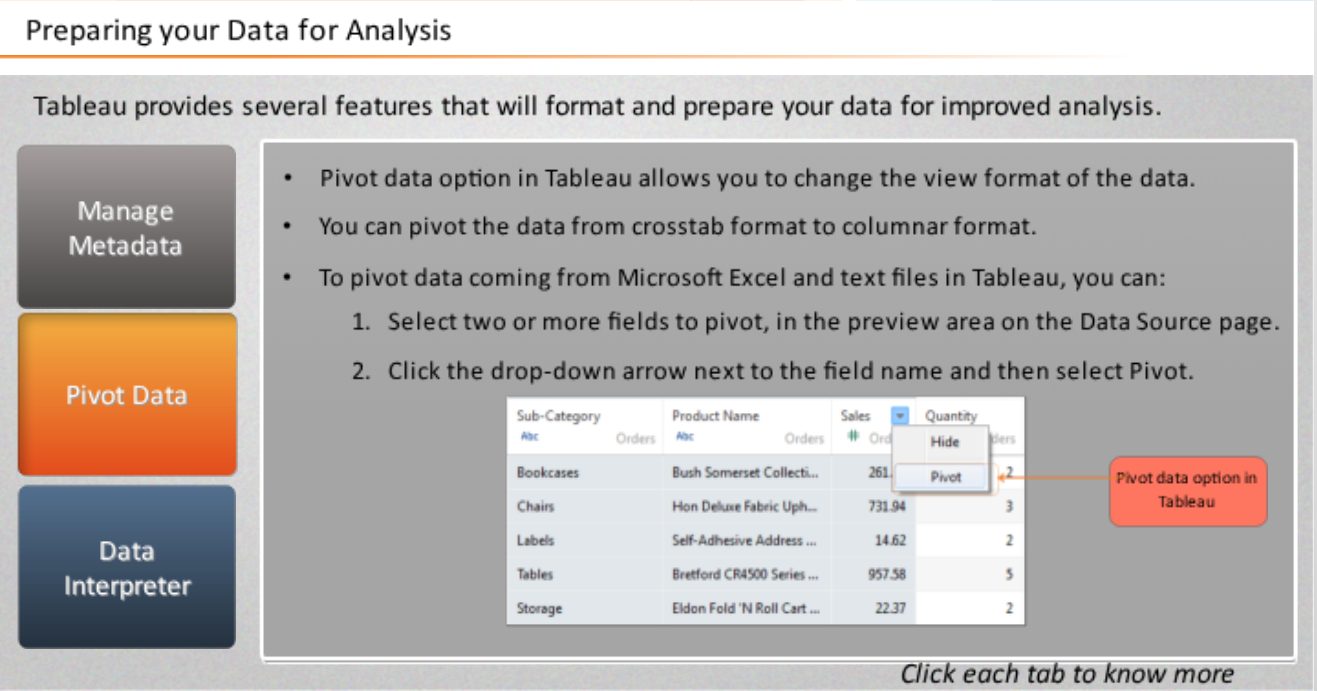 Preparing your Data for Analysis
Tableau provides several features that will format and prepare your data for improved analysis.
Manage
Metadata
Pivot Data
Data
Interpreter
• Pivot data option in Tableau allows you to change the view format of the data.
• You can pivot the data from crosstab format to columnar format.
• To pivot data coming from Microsoft Excel and text files in Tableau, you can:
1. Select two or more fields to pivot, in the preview area on the Data Source page.
2. Click the drop-down arrow next to the field name and then select Pivot.
Sub-Category Product Name Sales Quantity
Abc Orders Abc Orders # Ord ders
Hide
Pivot
Bookcases Bush Somerset Collecti... 261. 2
Chairs Hon Deluxe Fabric Uph... 731.94 3
Labels Self-Adhesive Address ... 14.62 2
Tables Bretford CR4500 Series ... 957.58 5
Storage Eldon Fold 'N Roll Cart ... 22.37 2
Pivot data option in
Tableau
Click each tab to know more